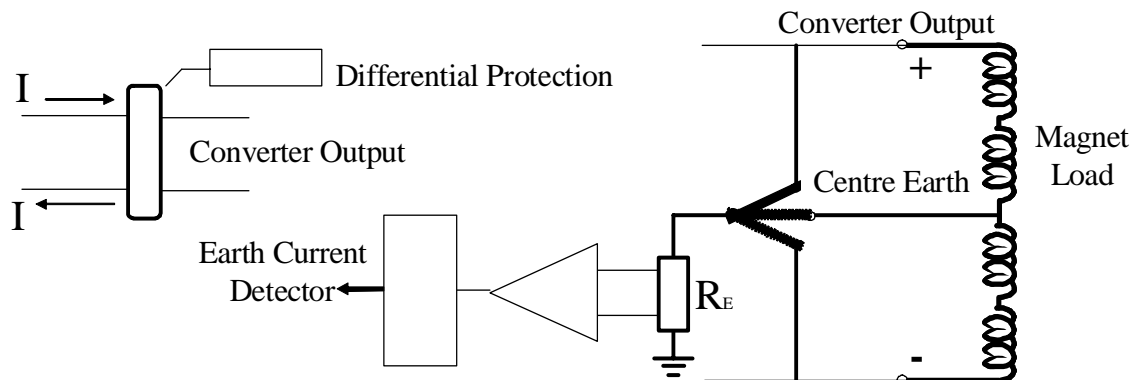 I
Differential Protection
Converter Output
I
Converter Output
+
Magnet
Load
Centre Earth
Earth Current
Detector
RE
-